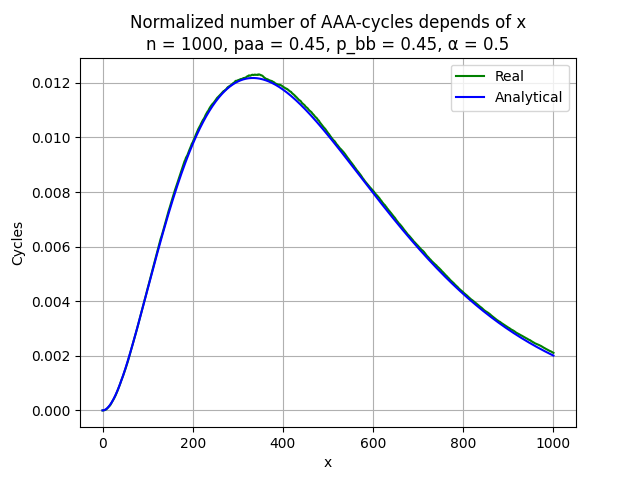 Normalized number of AAA-cycles depends of x
n = 1000, paa = 0.45, p_bb = 0.45, α = 0.5
Real
Analytical
0.012
0.010
0.008
0.006
0.004
0.002
0.000
Cycles
0 200 400 600 800 1000
x